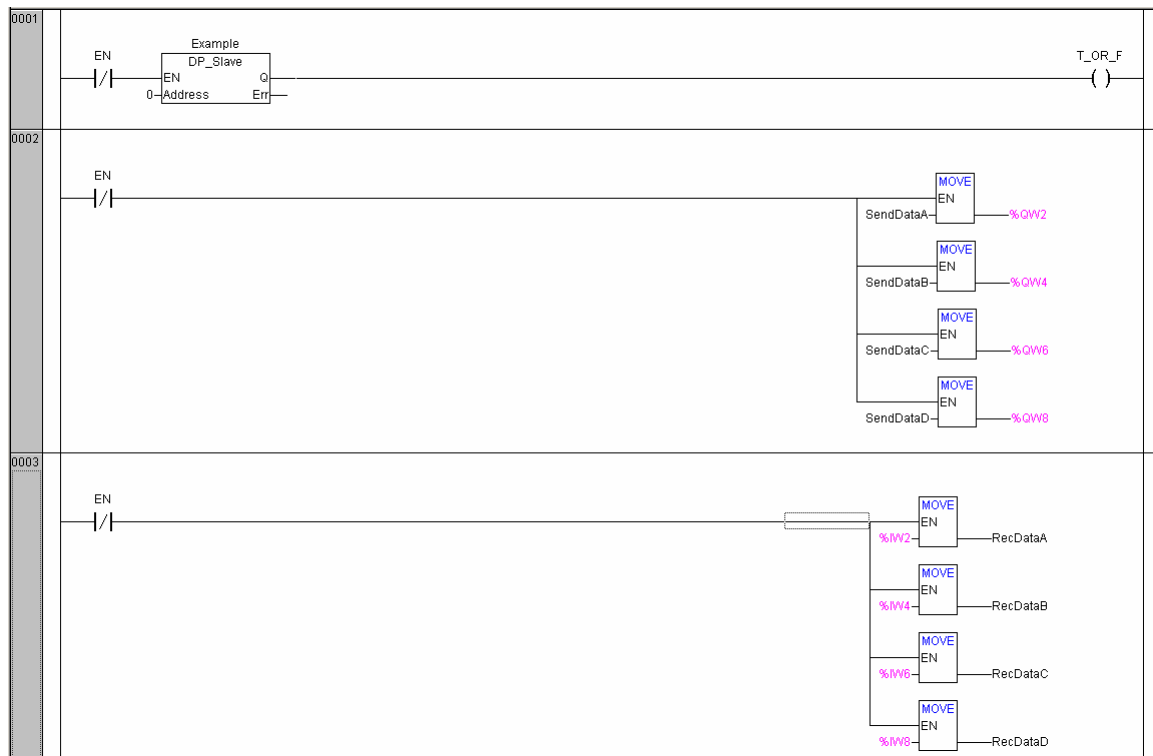 0001
Example
EN
DP_Slave
T_OR_F
EN Q
0 Address Err
0002
EN
MOVE
EN
SendDataA %QW2
MOVE
EN
SendDataB %QW4
MOVE
EN
SendDataC %QW6
MOVE
EN
SendDataD %QW8
0003
EN
MOVE
EN
%IW2 RecDataA
MOVE
EN
%IW4 RecDataB
MOVE
EN
%IW6 RecDataC
MOVE
EN
%IW8 RecDataD